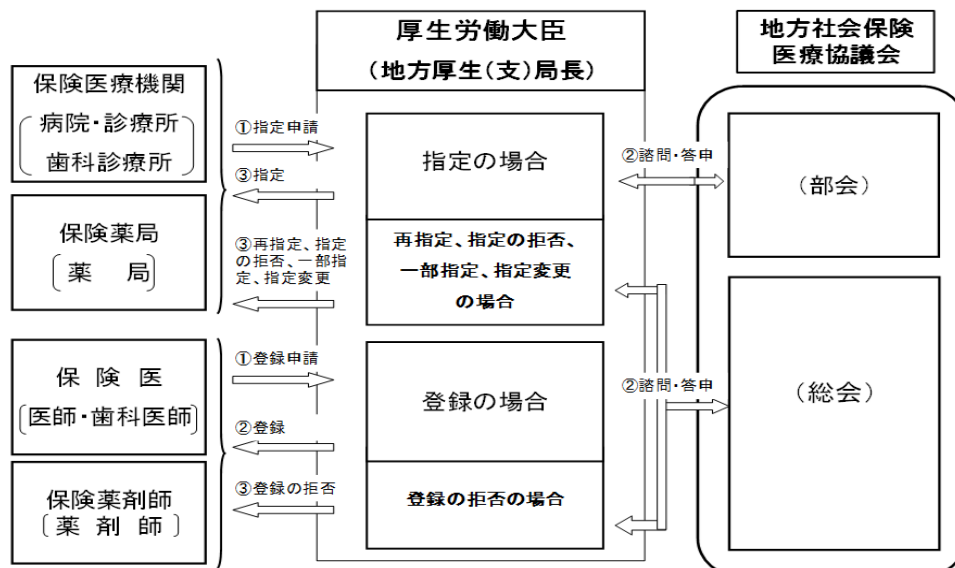 厚生労働大臣
（地方厚生（支）局長）
地方社会保険
医療協議会
保険医療機関
病院・診療所
歯科診療所
保険薬局
薬　局
①指定申請
③指定
③再指定、指定
の拒否、一部指
定、指定変更
指定の場合
再指定、指定の拒否、
一部指定、指定変更
の場合
②諮問・答申
（部会）
保　険　医
医師・歯科医師
保険薬剤師
薬　剤　師
①登録申請
②登録
③登録の拒否
登録の場合
登録の拒否の場合
②諮問・答申
（総会）